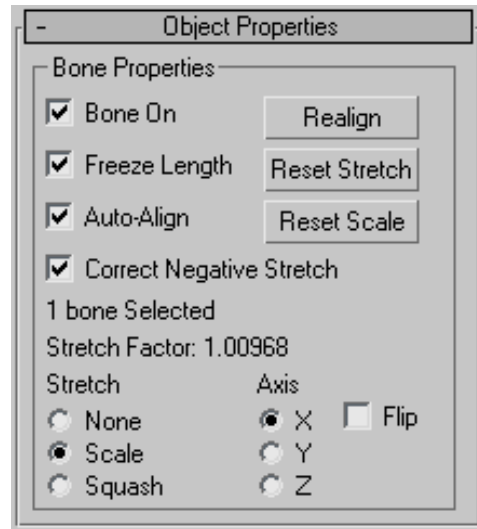 - Object Properties
Bone Properties
Bone On Realign
Freeze Length Reset Stretch
Auto-Align Reset Scale
Correct Negative Stretch
1 bone Selected
Stretch Factor: 1.00968
Stretch Axis
None X Flip
Scale Y
Squash Z